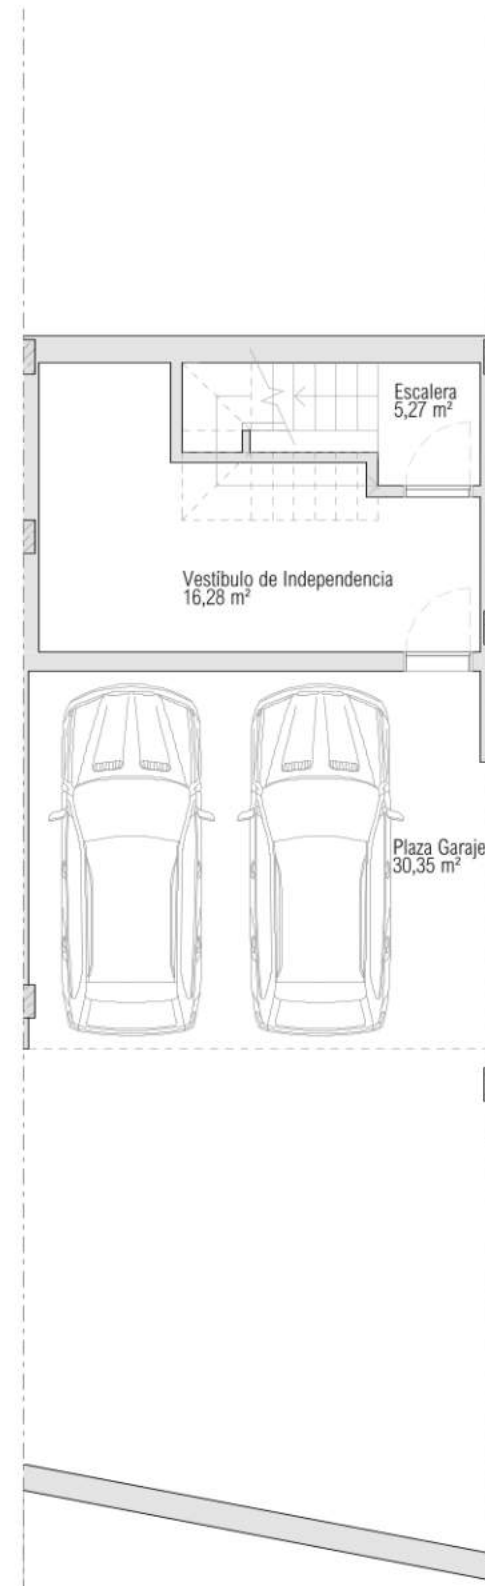 Escalera
5,27 m²
Vestíbulo de Independencia
16,28 m²
Plaza Garaje
30,35 m²